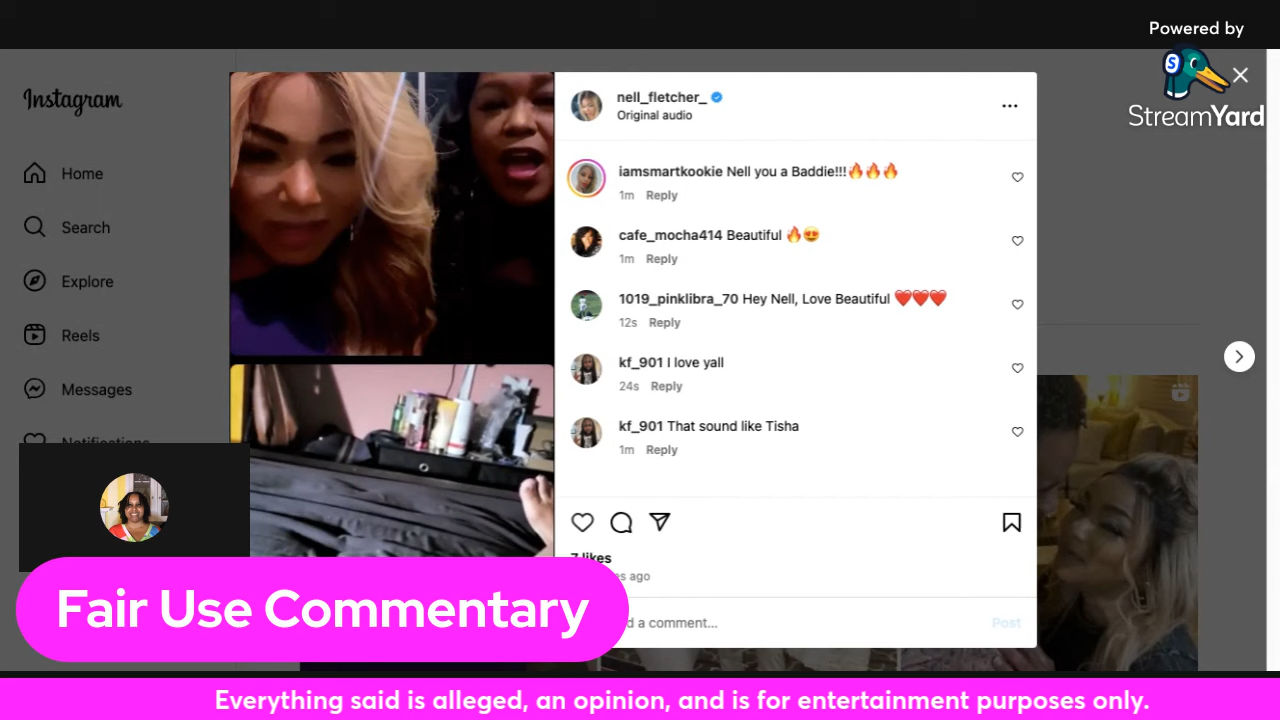 Powered by
StreamYard
Instagram
Home
Search
Explore
Reels
Messages
Notifications
nell_fletcher_
Original audio
iamsmartkookie Nell you a Baddie!!!🔥🔥🔥
1m Reply
cafe_mocha414 Beautiful 🔥😍
1m Reply
1019_pinklibra_70 Hey Nell, Love Beautiful ❤️❤️❤️
12s Reply
kf_901 I love yall
24s Reply
kf_901 That sound like Tisha
1m Reply
7 likes
ago
a comment...
Post
Fair Use Commentary
Everything said is alleged, an opinion, and is for entertainment purposes only.